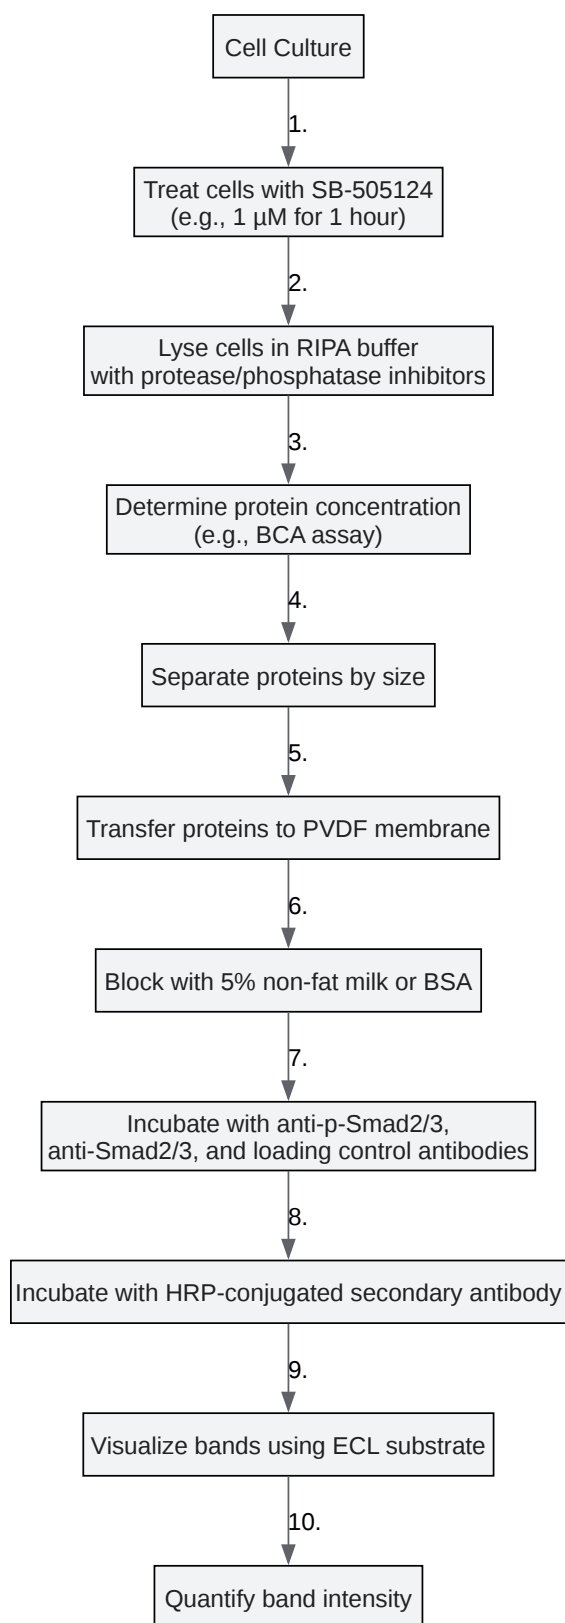 Cell Culture
1.
Treat cells with SB-505124
(e.g., 1 µM for 1 hour)
2.
Lyse cells in RIPA buffer
with protease/phosphatase inhibitors
3.
Determine protein concentration
(e.g., BCA assay)
4.
Separate proteins by size
5.
Transfer proteins to PVDF membrane
6.
Block with 5% non-fat milk or BSA
7.
Incubate with anti-p-Smad2/3,
anti-Smad2/3, and loading control antibodies
8.
Incubate with HRP-conjugated secondary antibody
9.
Visualize bands using ECL substrate
10.
Quantify band intensity